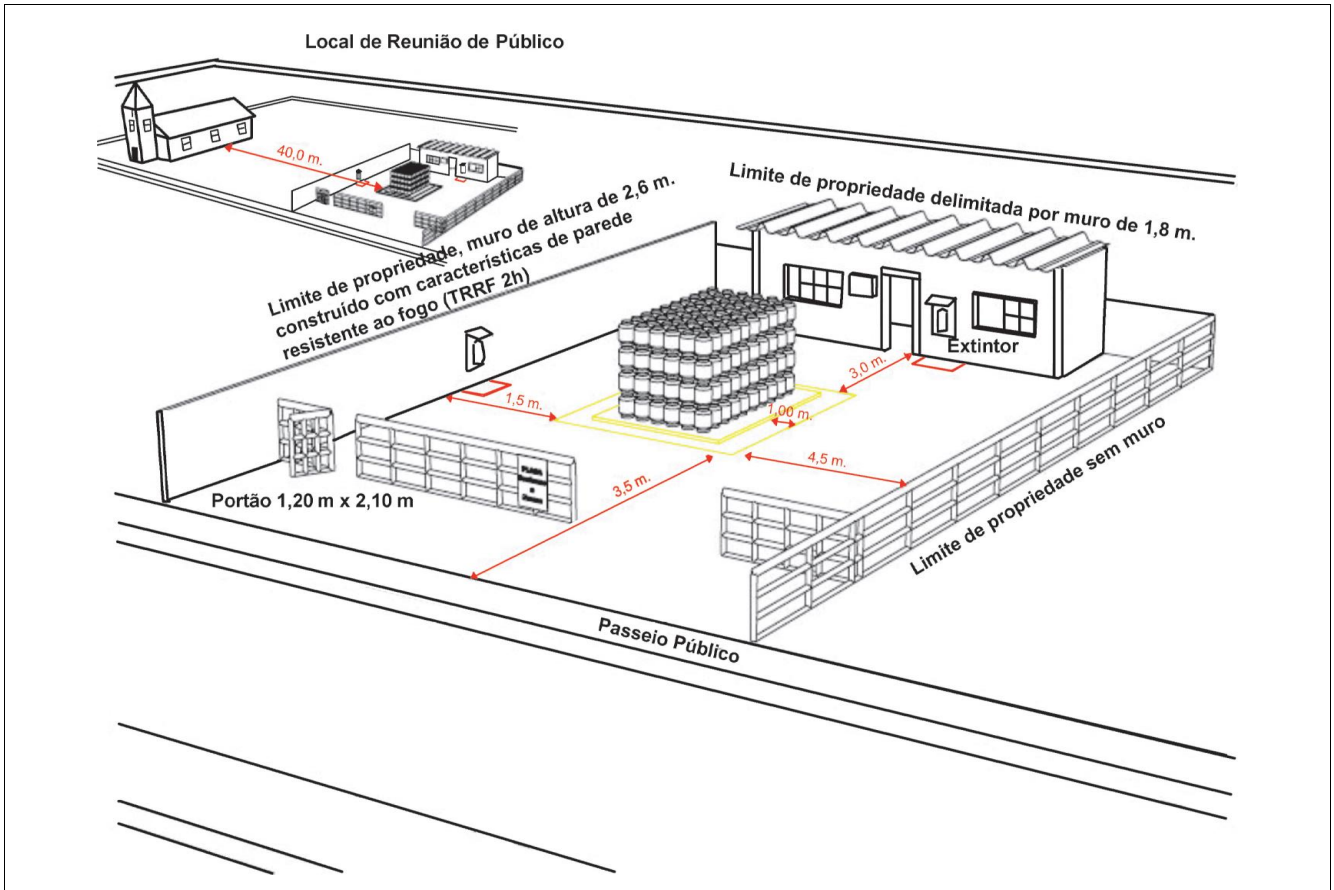 Local de Reunião de Público
40,0 m.
Limite de propriedade delimitada por muro de 1,8 m.
Limite de propriedade, muro de altura de 2,6 m.
construído com características de parede
resistente ao fogo (TRRF 2h)
Extintor
3,0 m.
1,5 m.
1,00 m.
4,5 m.
3,5 m.
PLACA
Portão 1,20 m x 2,10 m
Limite de propriedade sem muro
Passeio Público